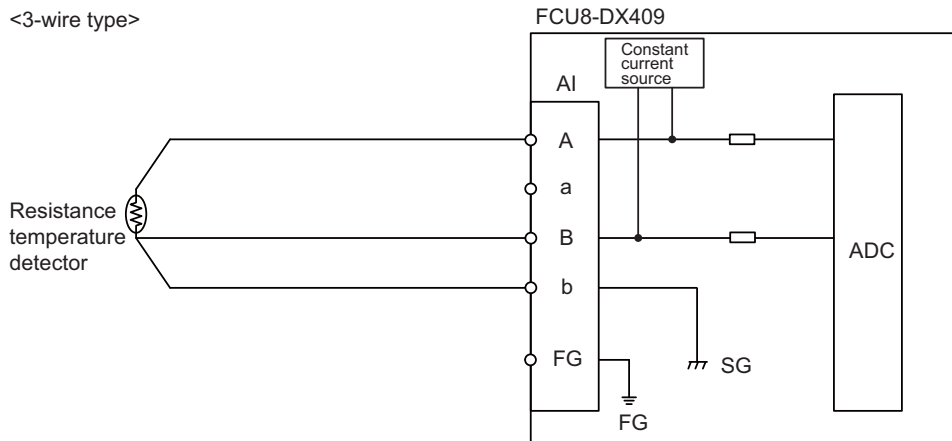 <3-wire type>
FCU8-DX409
Constant
current
source
AI
A
a
Resistance
temperature
detector
B
ADC
b
FG
SG
FG